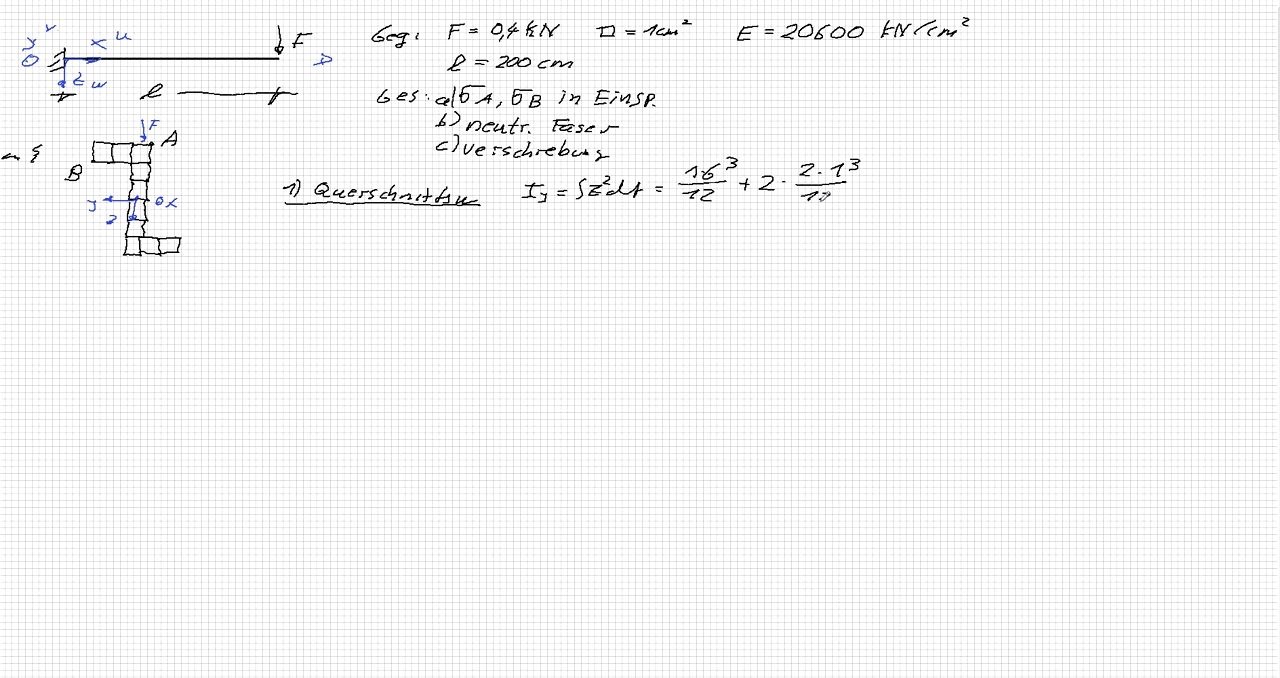 Geg: F = 0,4 kN □ = 1cm² E = 20600 kN/cm²
l = 200 cm
Ges: a) σA, σB in Einsp.
b) neutr. Faser
c) Verschiebung
y v
x u
z w
F
l
F
A
B
y
x
z
1) Querschnittsw Iy = ∫z²dA = 16³/12 + 2 · 2·1³/12